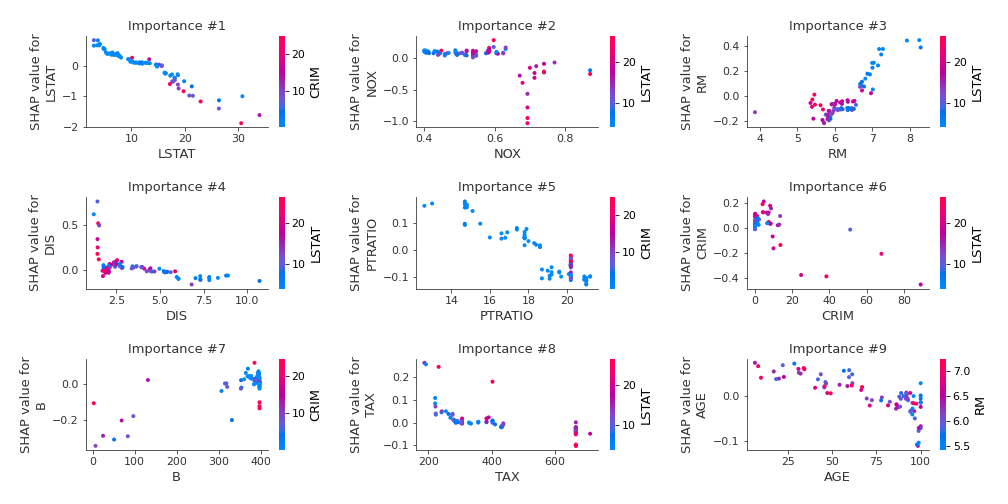 Importance #1
SHAP value for
LSTAT
0
−1
−2
10
20
30
LSTAT
20
10
CRIM
Importance #2
SHAP value for
NOX
0.0
−0.5
−1.0
0.4
0.6
0.8
NOX
20
10
LSTAT
Importance #3
SHAP value for
RM
0.4
0.2
0.0
−0.2
4
5
6
7
8
RM
20
10
LSTAT
Importance #4
SHAP value for
DIS
0.5
0.0
2.5
5.0
7.5
10.0
DIS
20
10
LSTAT
Importance #5
SHAP value for
PTRATIO
0.1
0.0
−0.1
14
16
18
20
PTRATIO
20
10
CRIM
Importance #6
SHAP value for
CRIM
0.2
0.0
−0.2
−0.4
0
20
40
60
80
CRIM
20
10
LSTAT
Importance #7
SHAP value for
B
0.0
−0.2
0
100
200
300
400
B
20
10
CRIM
Importance #8
SHAP value for
TAX
0.2
0.1
0.0
−0.1
200
400
600
TAX
20
10
LSTAT
Importance #9
SHAP value for
AGE
0.0
−0.1
25
50
75
100
AGE
7.0
6.5
6.0
5.5
RM